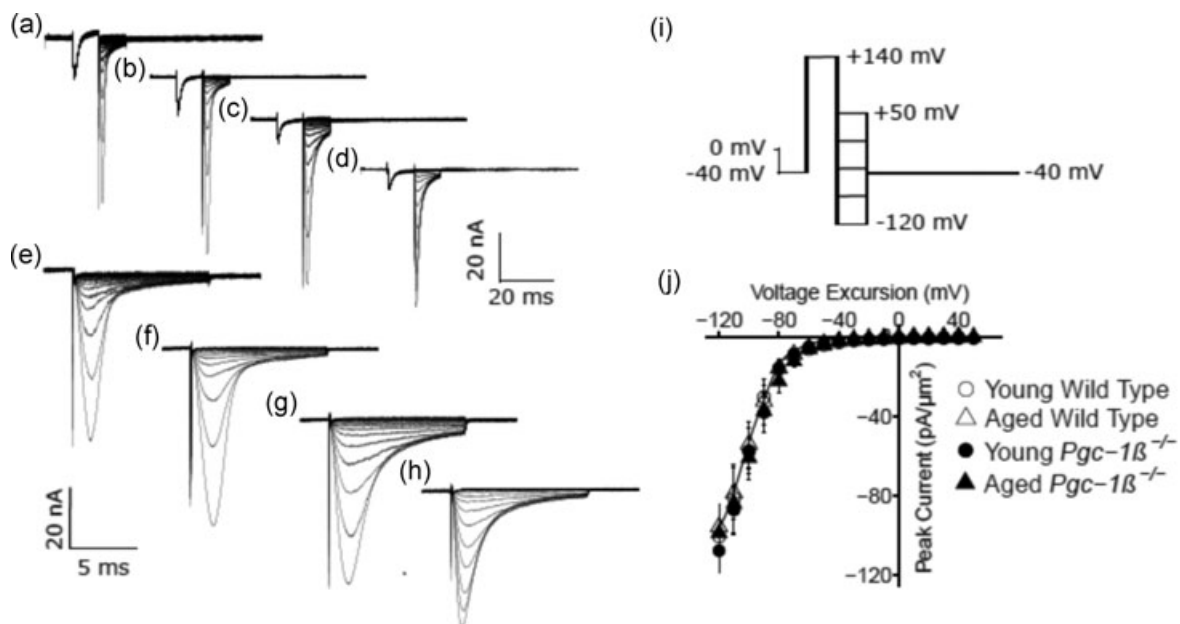 (a)
(b)
(c)
(d)
20 nA
20 ms
(e)
(f)
(g)
(h)
20 nA
5 ms
(i)
+140 mV
+50 mV
0 mV
-40 mV
-40 mV
-120 mV
(j)
Voltage Excursion (mV)
−120 −80 −40 0 40
−40
−80
−120
Peak Current (pA/μm²)
Young Wild Type
Aged Wild Type
Young Pgc−1ß⁻/⁻
Aged Pgc−1ß⁻/⁻